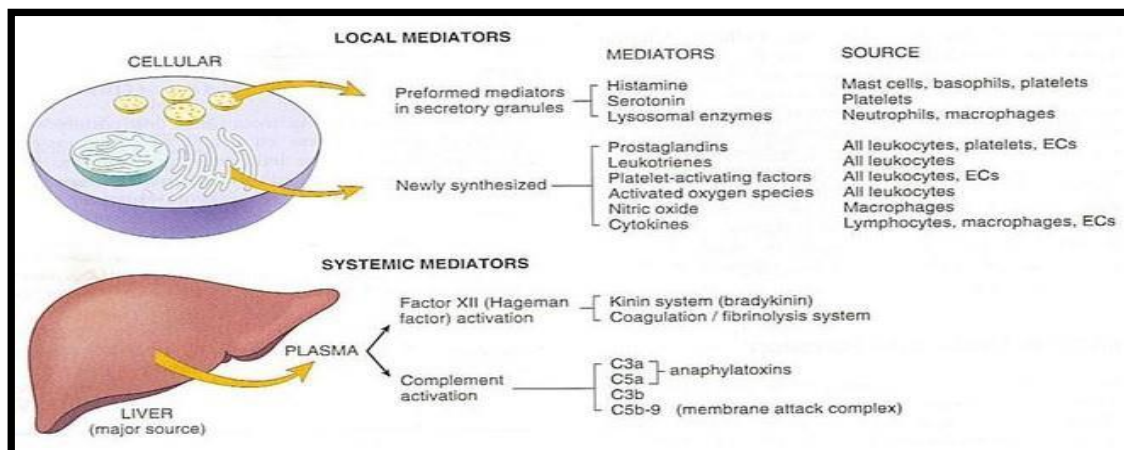 LOCAL MEDIATORS
CELLULAR
MEDIATORS
SOURCE
Preformed mediators
in secretory granules
Histamine
Mast cells, basophils, platelets
Serotonin
Platelets
Lysosomal enzymes
Neutrophils, macrophages
Newly synthesized
Prostaglandins
All leukocytes, platelets, ECs
Leukotrienes
All leukocytes
Platelet-activating factors
All leukocytes, ECs
Activated oxygen species
All leukocytes
Nitric oxide
Macrophages
Cytokines
Lymphocytes, macrophages, ECs
SYSTEMIC MEDIATORS
LIVER
(major source)
PLASMA
Factor XII (Hageman
factor) activation
Kinin system (bradykinin)
Coagulation / fibrinolysis system
Complement
activation
C3a
C5a
anaphylatoxins
C3b
C5b-9 (membrane attack complex)